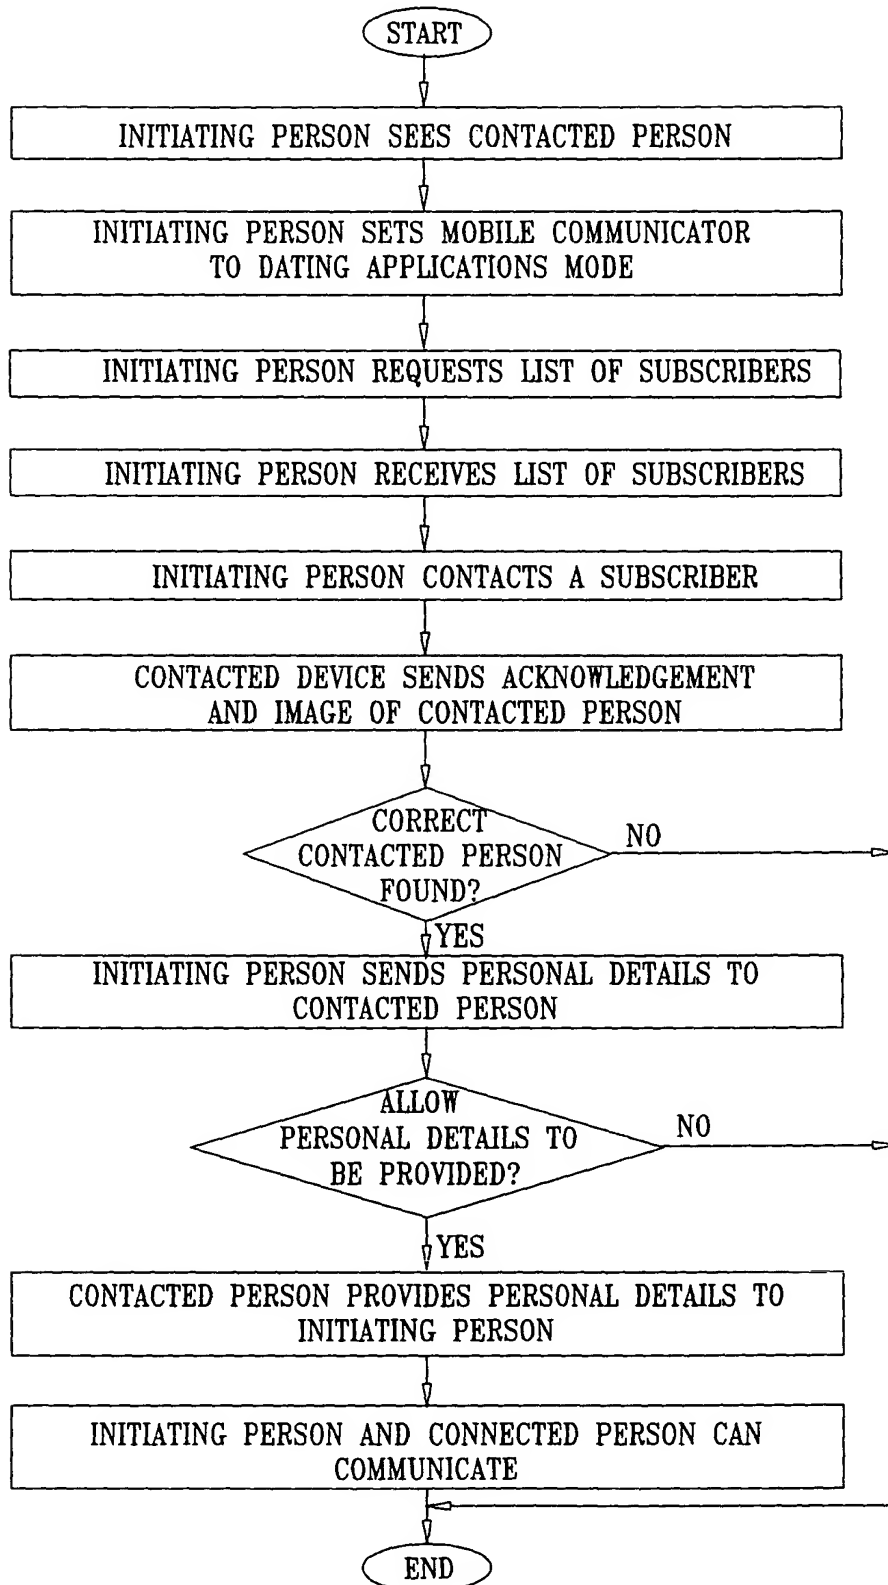 START
INITIATING PERSON SEES CONTACTED PERSON
INITIATING PERSON SETS MOBILE COMMUNICATOR
TO DATING APPLICATIONS MODE
INITIATING PERSON REQUESTS LIST OF SUBSCRIBERS
INITIATING PERSON RECEIVES LIST OF SUBSCRIBERS
INITIATING PERSON CONTACTS A SUBSCRIBER
CONTACTED DEVICE SENDS ACKNOWLEDGEMENT
AND IMAGE OF CONTACTED PERSON
CORRECT
CONTACTED PERSON
FOUND?
NO
YES
INITIATING PERSON SENDS PERSONAL DETAILS TO
CONTACTED PERSON
ALLOW
PERSONAL DETAILS TO
BE PROVIDED?
NO
YES
CONTACTED PERSON PROVIDES PERSONAL DETAILS TO
INITIATING PERSON
INITIATING PERSON AND CONNECTED PERSON CAN
COMMUNICATE
END